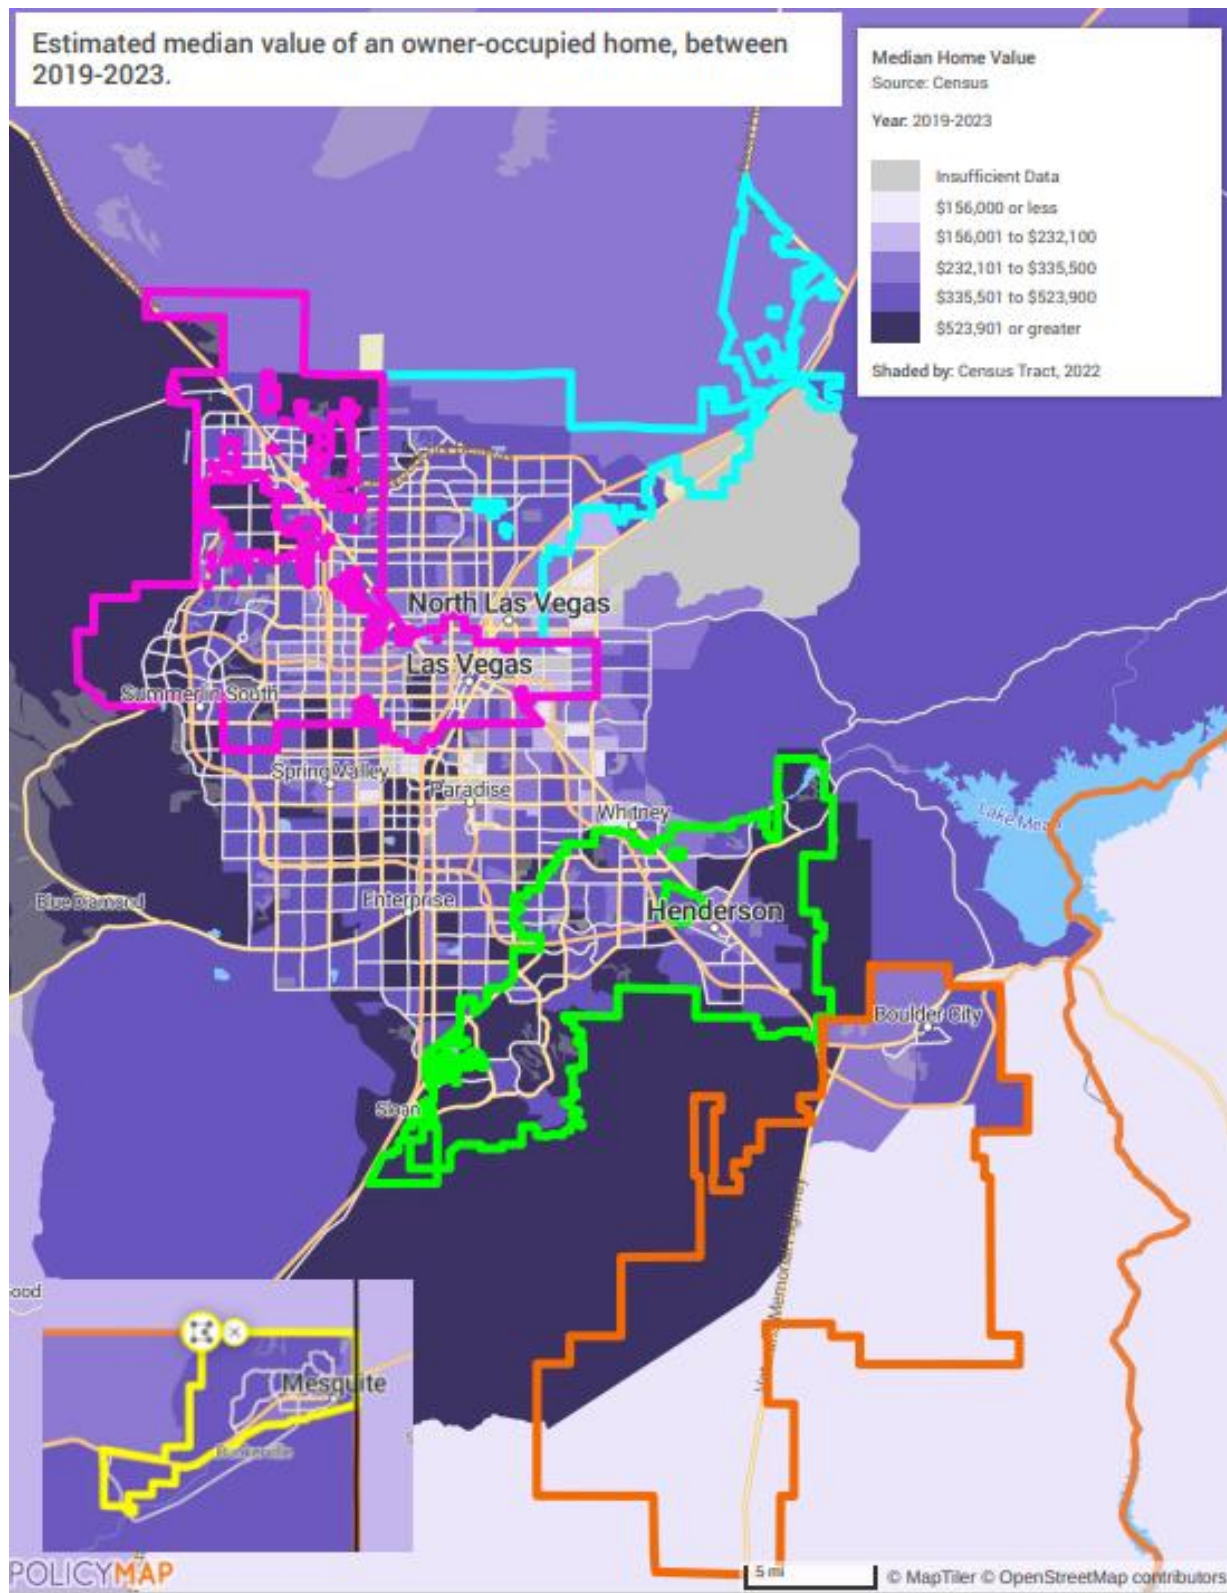 Estimated median value of an owner-occupied home, between
2019-2023.
Median Home Value
Source: Census
Year: 2019-2023
Insufficient Data
$156,000 or less
$156,001 to $232,100
$232,101 to $335,500
$335,501 to $523,900
$523,901 or greater
Shaded by: Census Tract, 2022
North Las Vegas
Las Vegas
Summerlin South
Spring Valley
Paradise
Whitney
Lake Mead
Blue Diamond
Enterprise
Henderson
Boulder City
Sloan
Memorial Highway
ood
Mesquite
Bunkerville
POLICYMAP
5 mi
© MapTiler © OpenStreetMap contributors